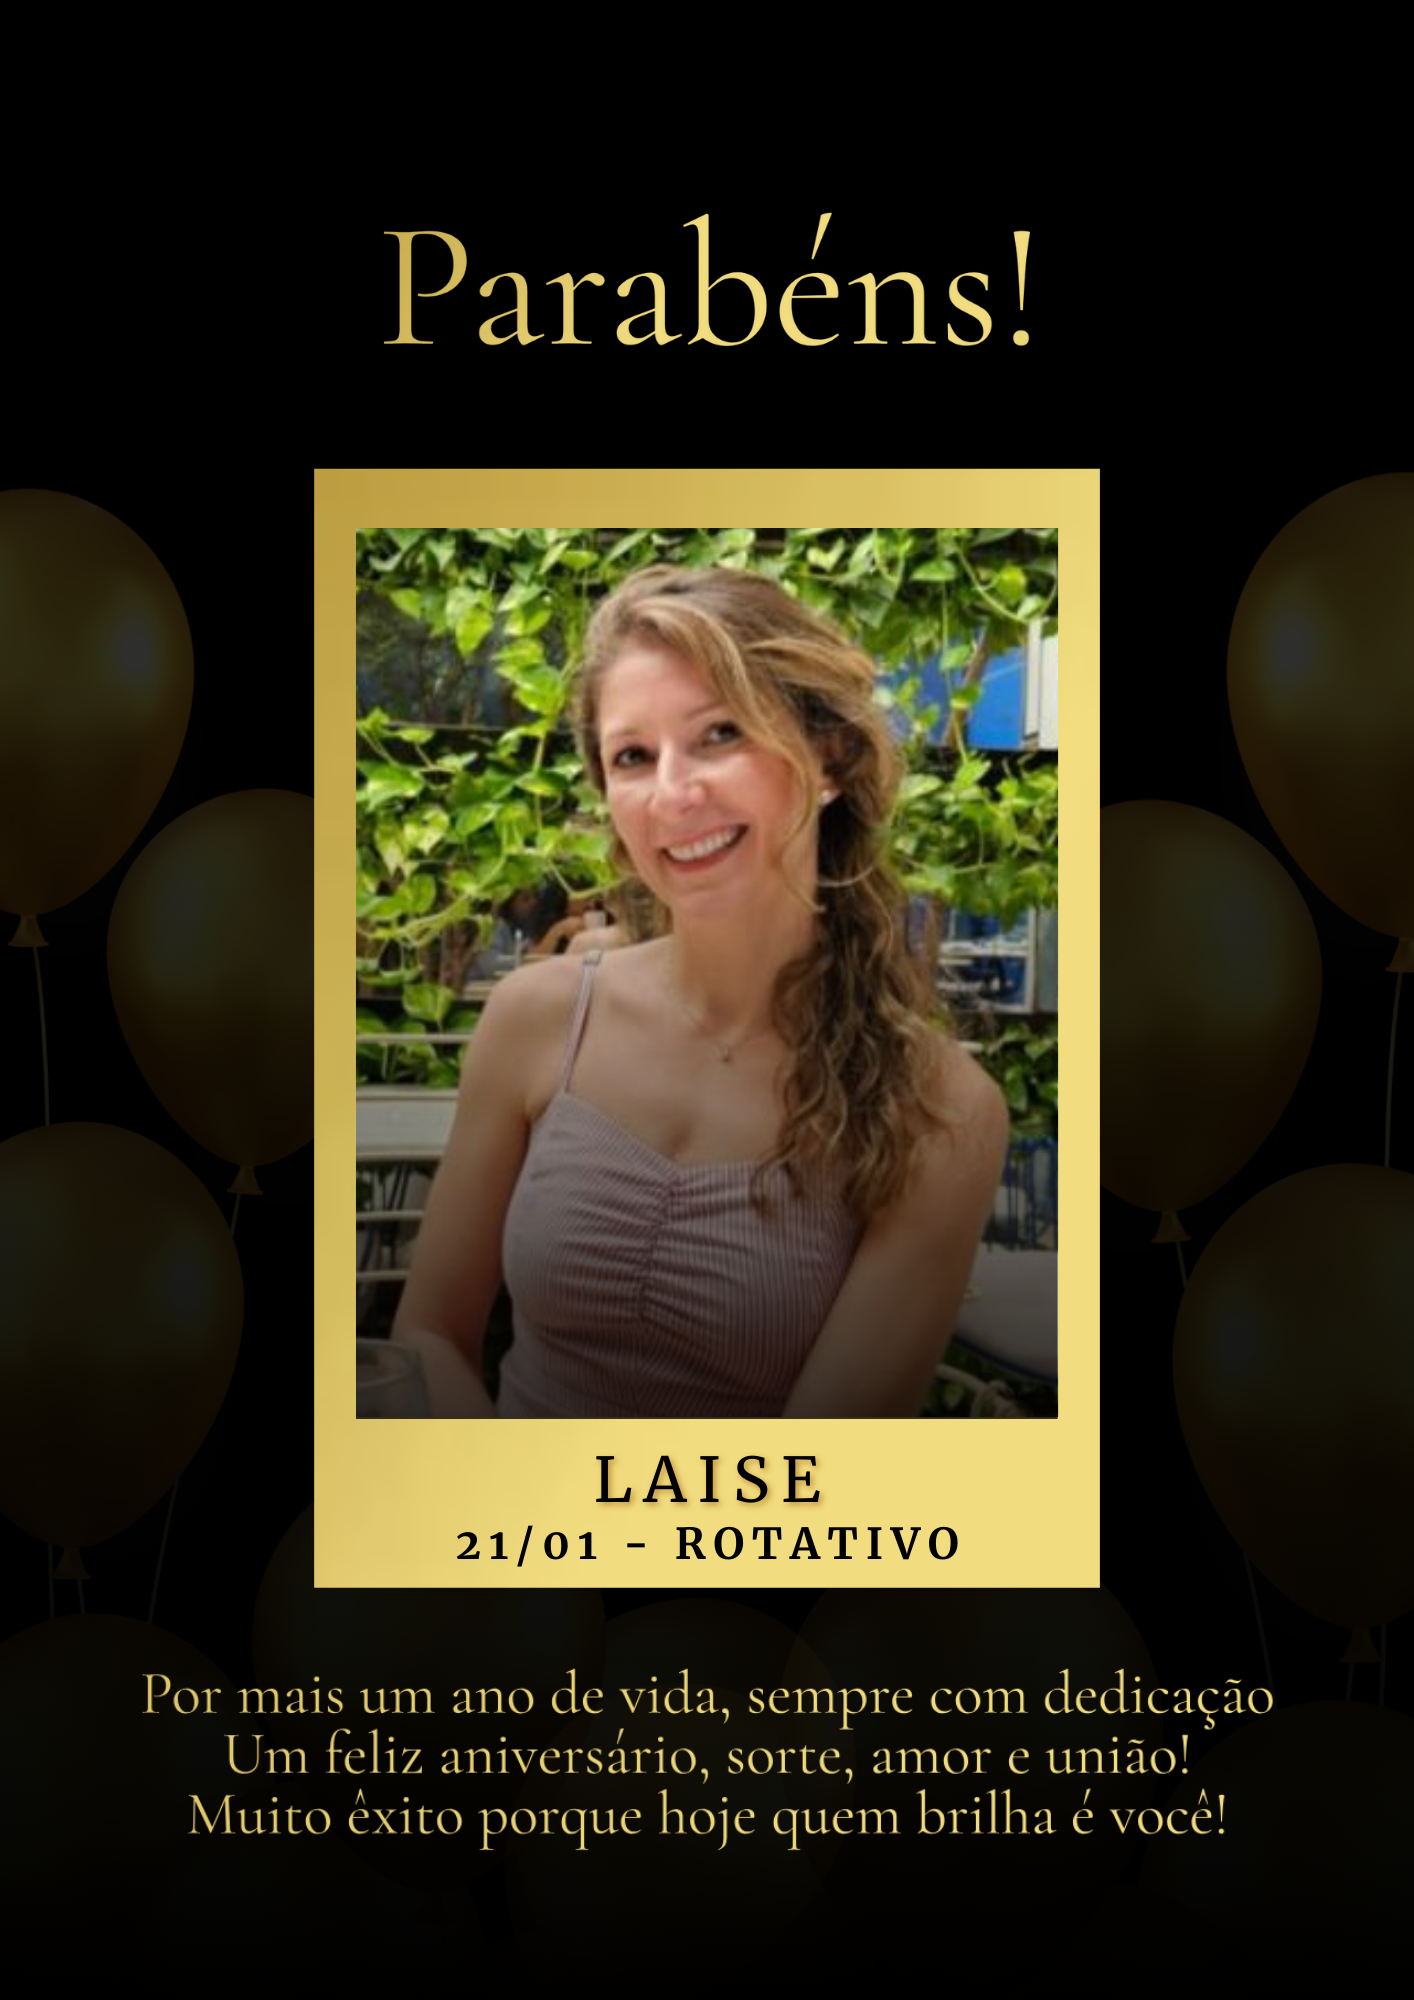 Parabéns!
LAISE
21/01 - ROTATIVO
Por mais um ano de vida, sempre com dedicação
Um feliz aniversário, sorte, amor e união!
Muito êxito porque hoje quem brilha é você!